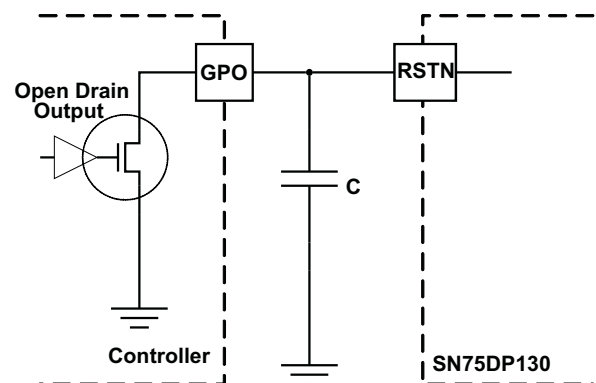 GPO
RSTN
Open Drain
Output
C
Controller
SN75DP130